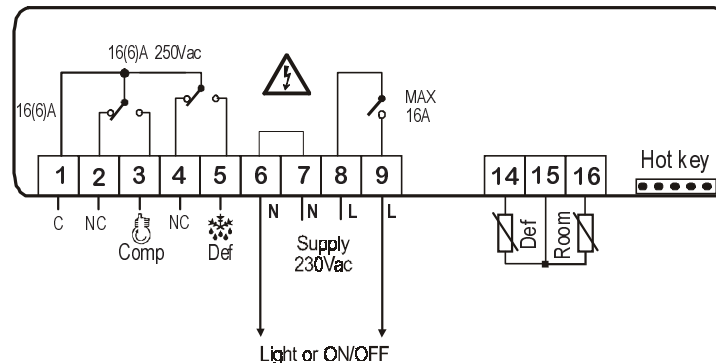 16(6)A 250Vac
16(6)A
MAX
16A
Hot key
1 2 3 4 5 6 7 8 9 14 15 16
C NC NC N N L L
Comp Def
Supply
230Vac
Def
Room
Light or ON/OFF